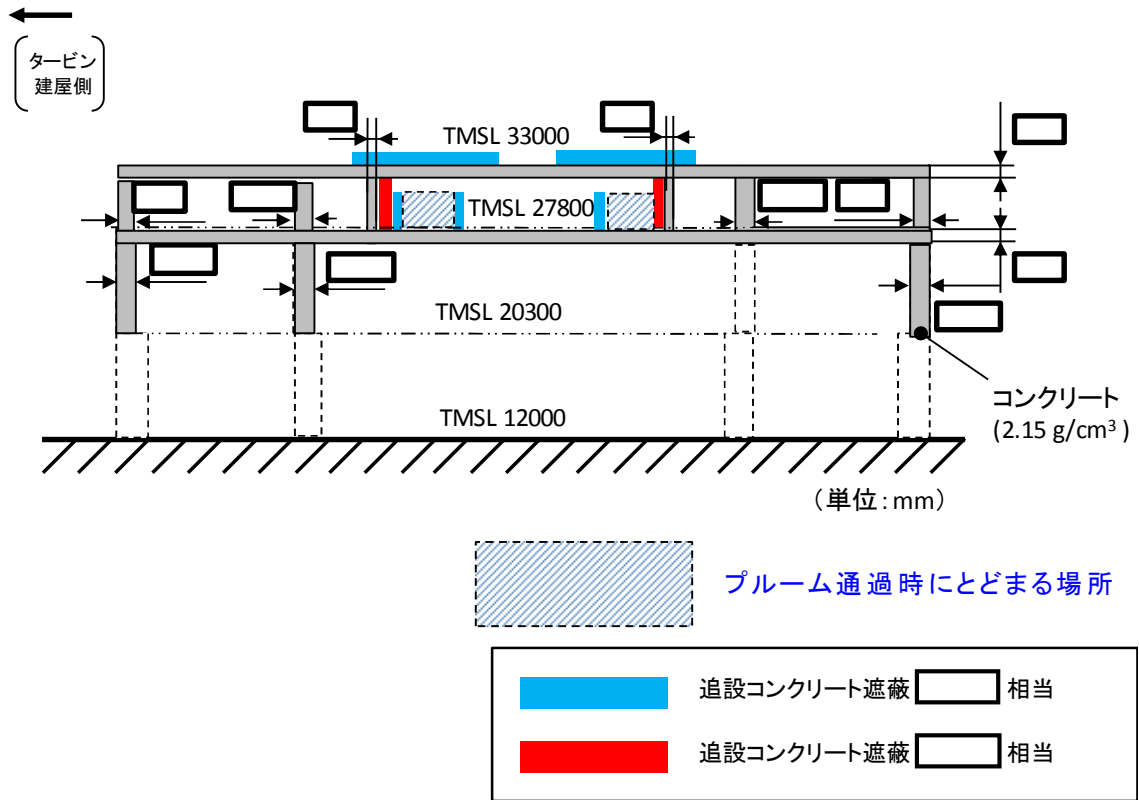 タービン
建屋側
TMSL 33000
TMSL 27800
TMSL 20300
TMSL 12000
コンクリート
(2.15 g/cm³ )
（単位：mm）
プルーム通過時にとどまる場所
追設コンクリート遮蔽 相当
追設コンクリート遮蔽 相当